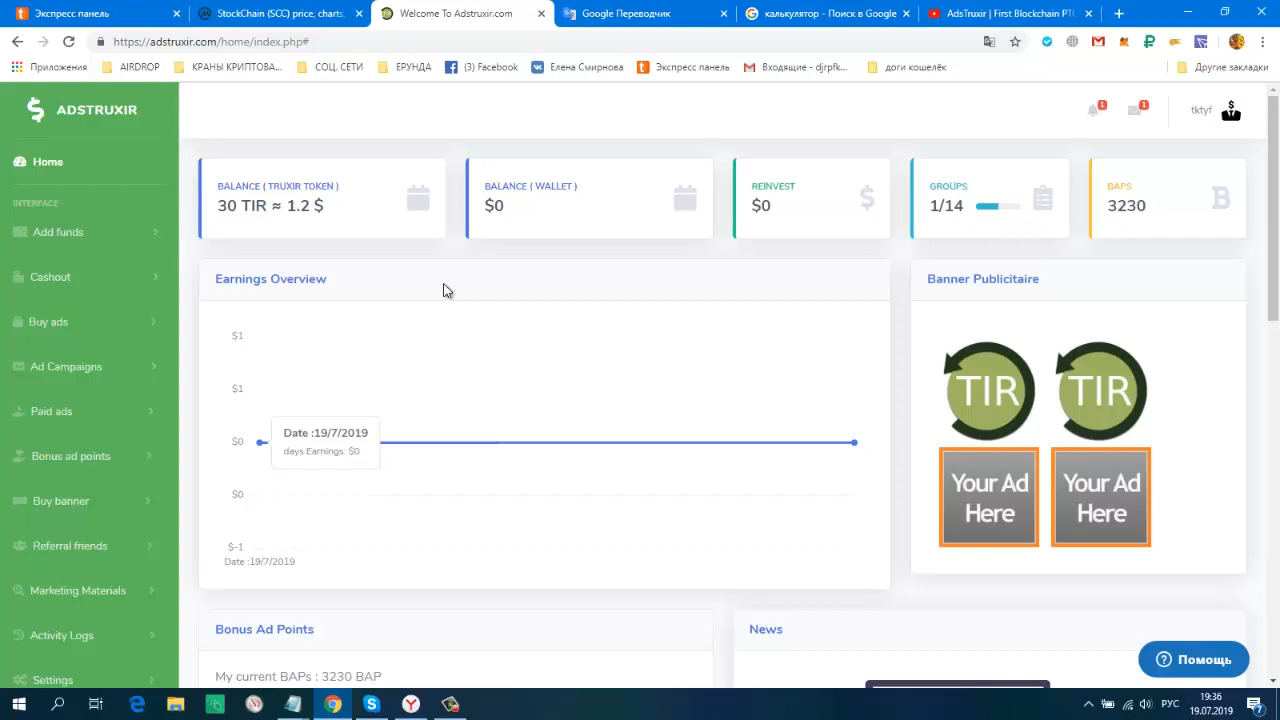 Экспресс панель
StockChain (SCC) price, charts,
Welcome To Adstruxir.com
Google Переводчик
калькулятор - Поиск в Google
AdsTruxir | First Blockchain PTC
https://adstruxir.com/home/index.php#
Приложения
AIRDROP
КРАНЫ КРИПТОВА...
СОЦ. СЕТИ
ЕРУНДА
(3) Facebook
Елена Смирнова
Экспресс панель
Входящие - djrpfk...
доги кошелёк
Другие закладки
ADSTRUXIR
1
1
tktyf
Home
INTERFACE
Add funds
Cashout
Buy ads
Ad Campaigns
Paid ads
Bonus ad points
Buy banner
Referral friends
Marketing Materials
Activity Logs
Settings
BALANCE ( TRUXIR TOKEN )
30 TIR ≈ 1.2 $
BALANCE ( WALLET )
$0
REINVEST
$0
GROUPS
1/14
BAPS
3230
Earnings Overview
$1
$1
$0
$0
$-1
Date :19/7/2019
days Earnings: $0
Date :19/7/2019
Banner Publicitaire
TIR
TIR
Your Ad
Here
Your Ad
Here
Bonus Ad Points
My current BAPs : 3230 BAP
News
Помощь
РУС
19:36
19.07.2019